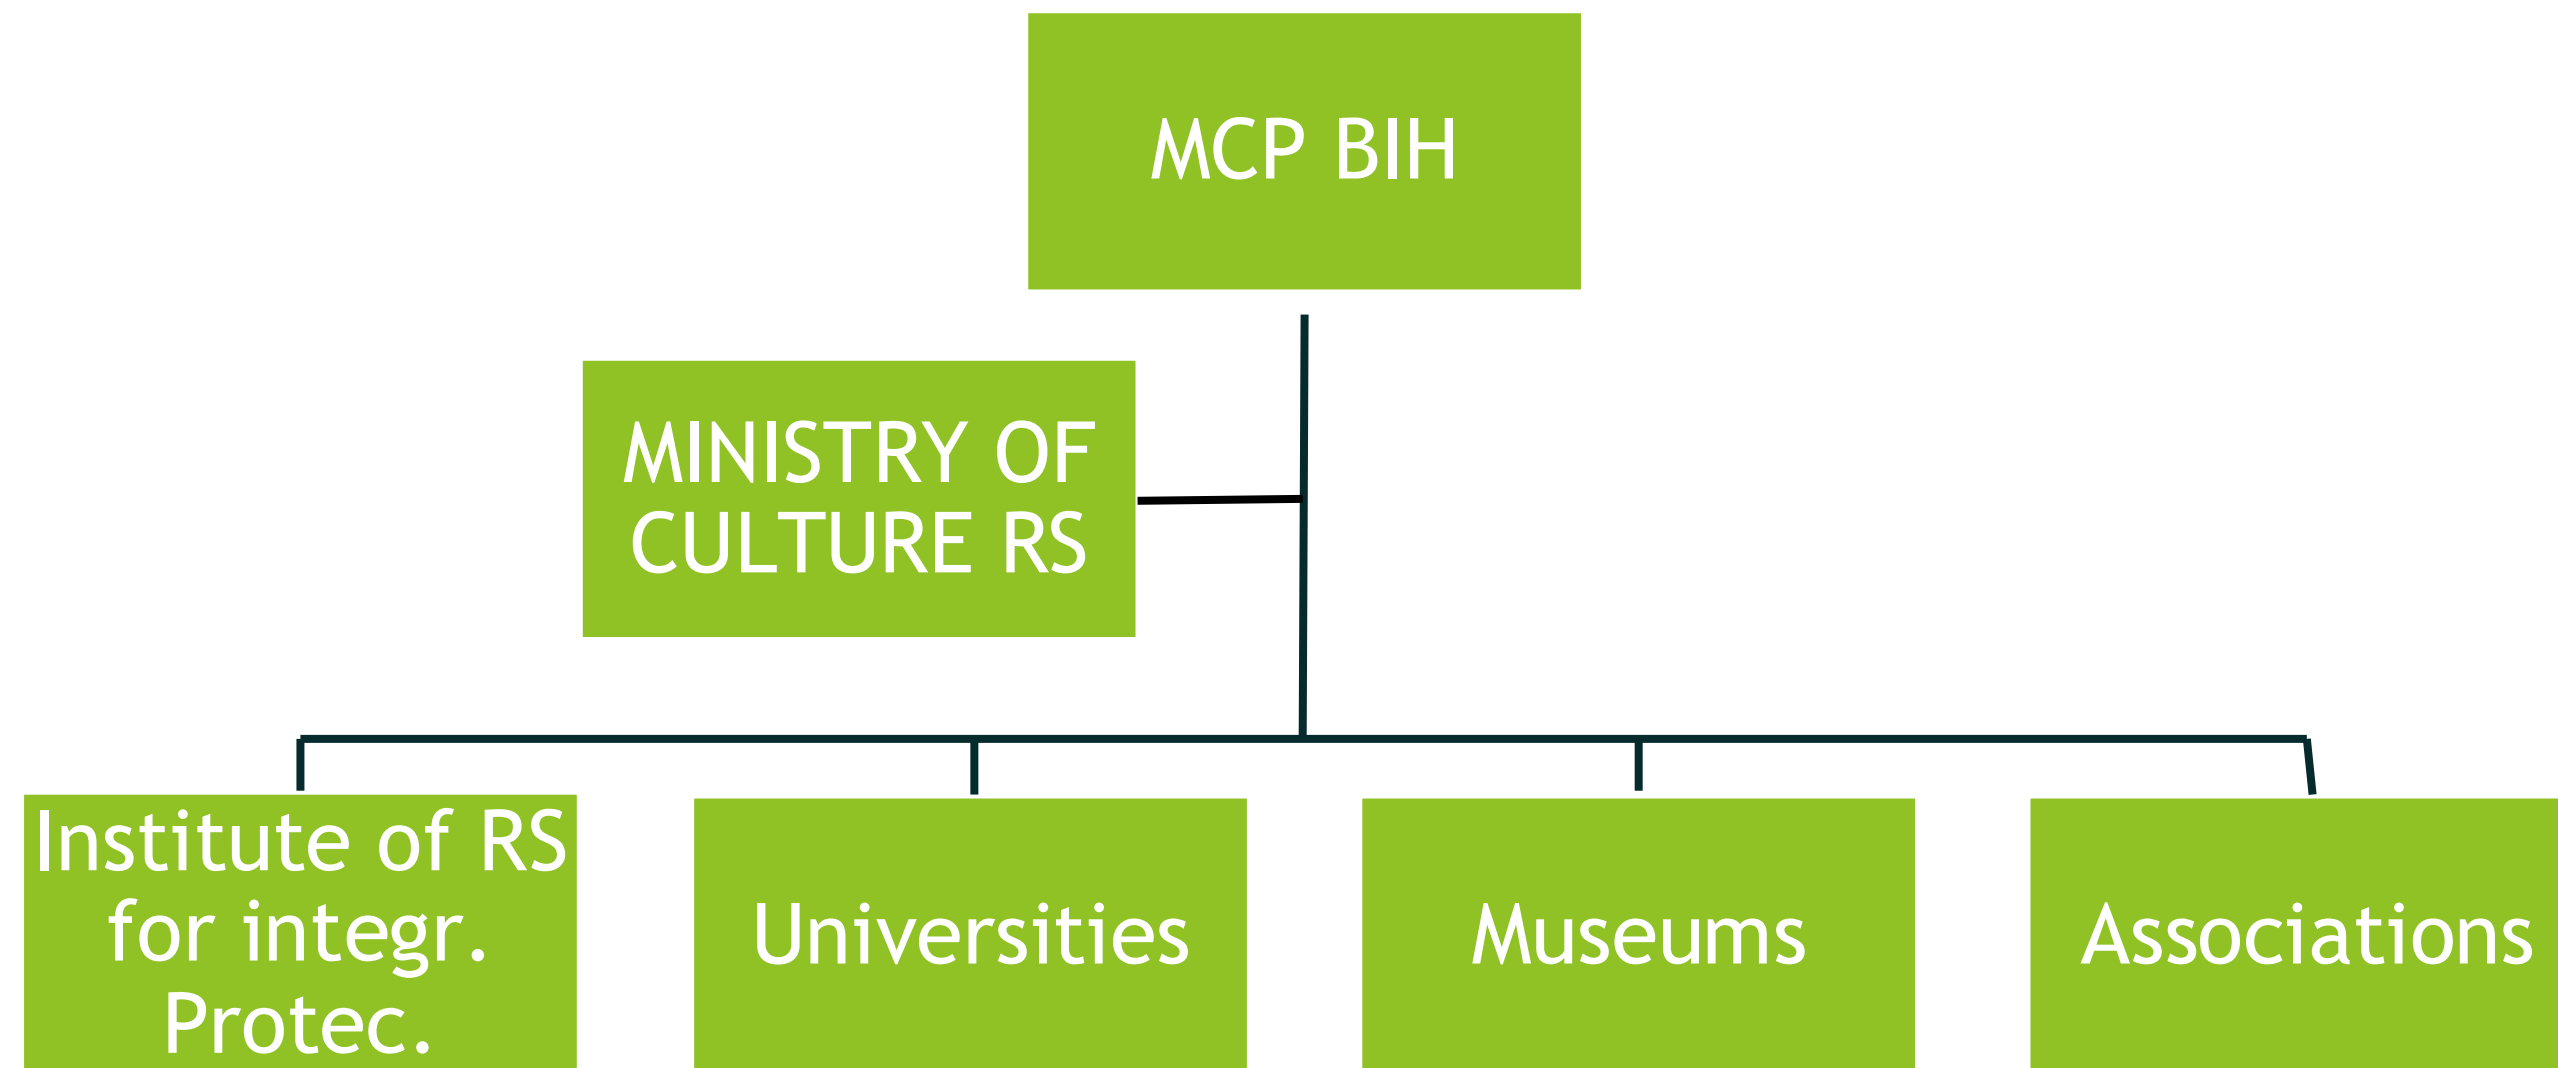 MCP BIH
MINISTRY OF
CULTURE RS
Institute of RS
for integr.
Protec.
Universities
Museums
Associations